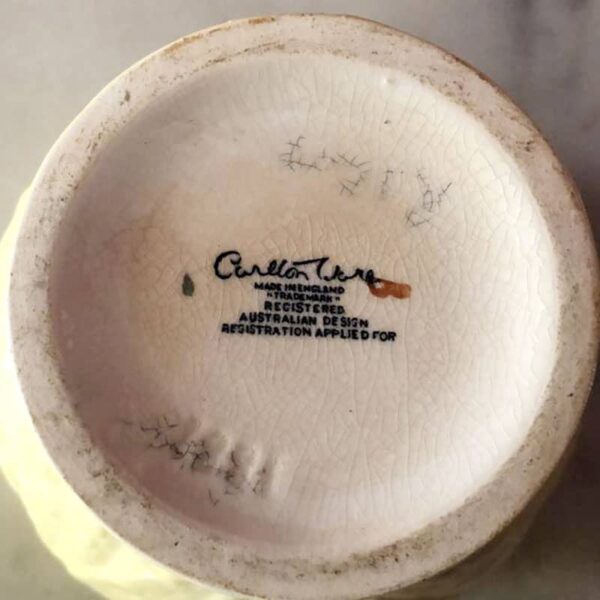 Carlton Ware
MADE IN ENGLAND
"TRADEMARK"
REGISTERED
AUSTRALIAN DESIGN
REGISTRATION APPLIED FOR